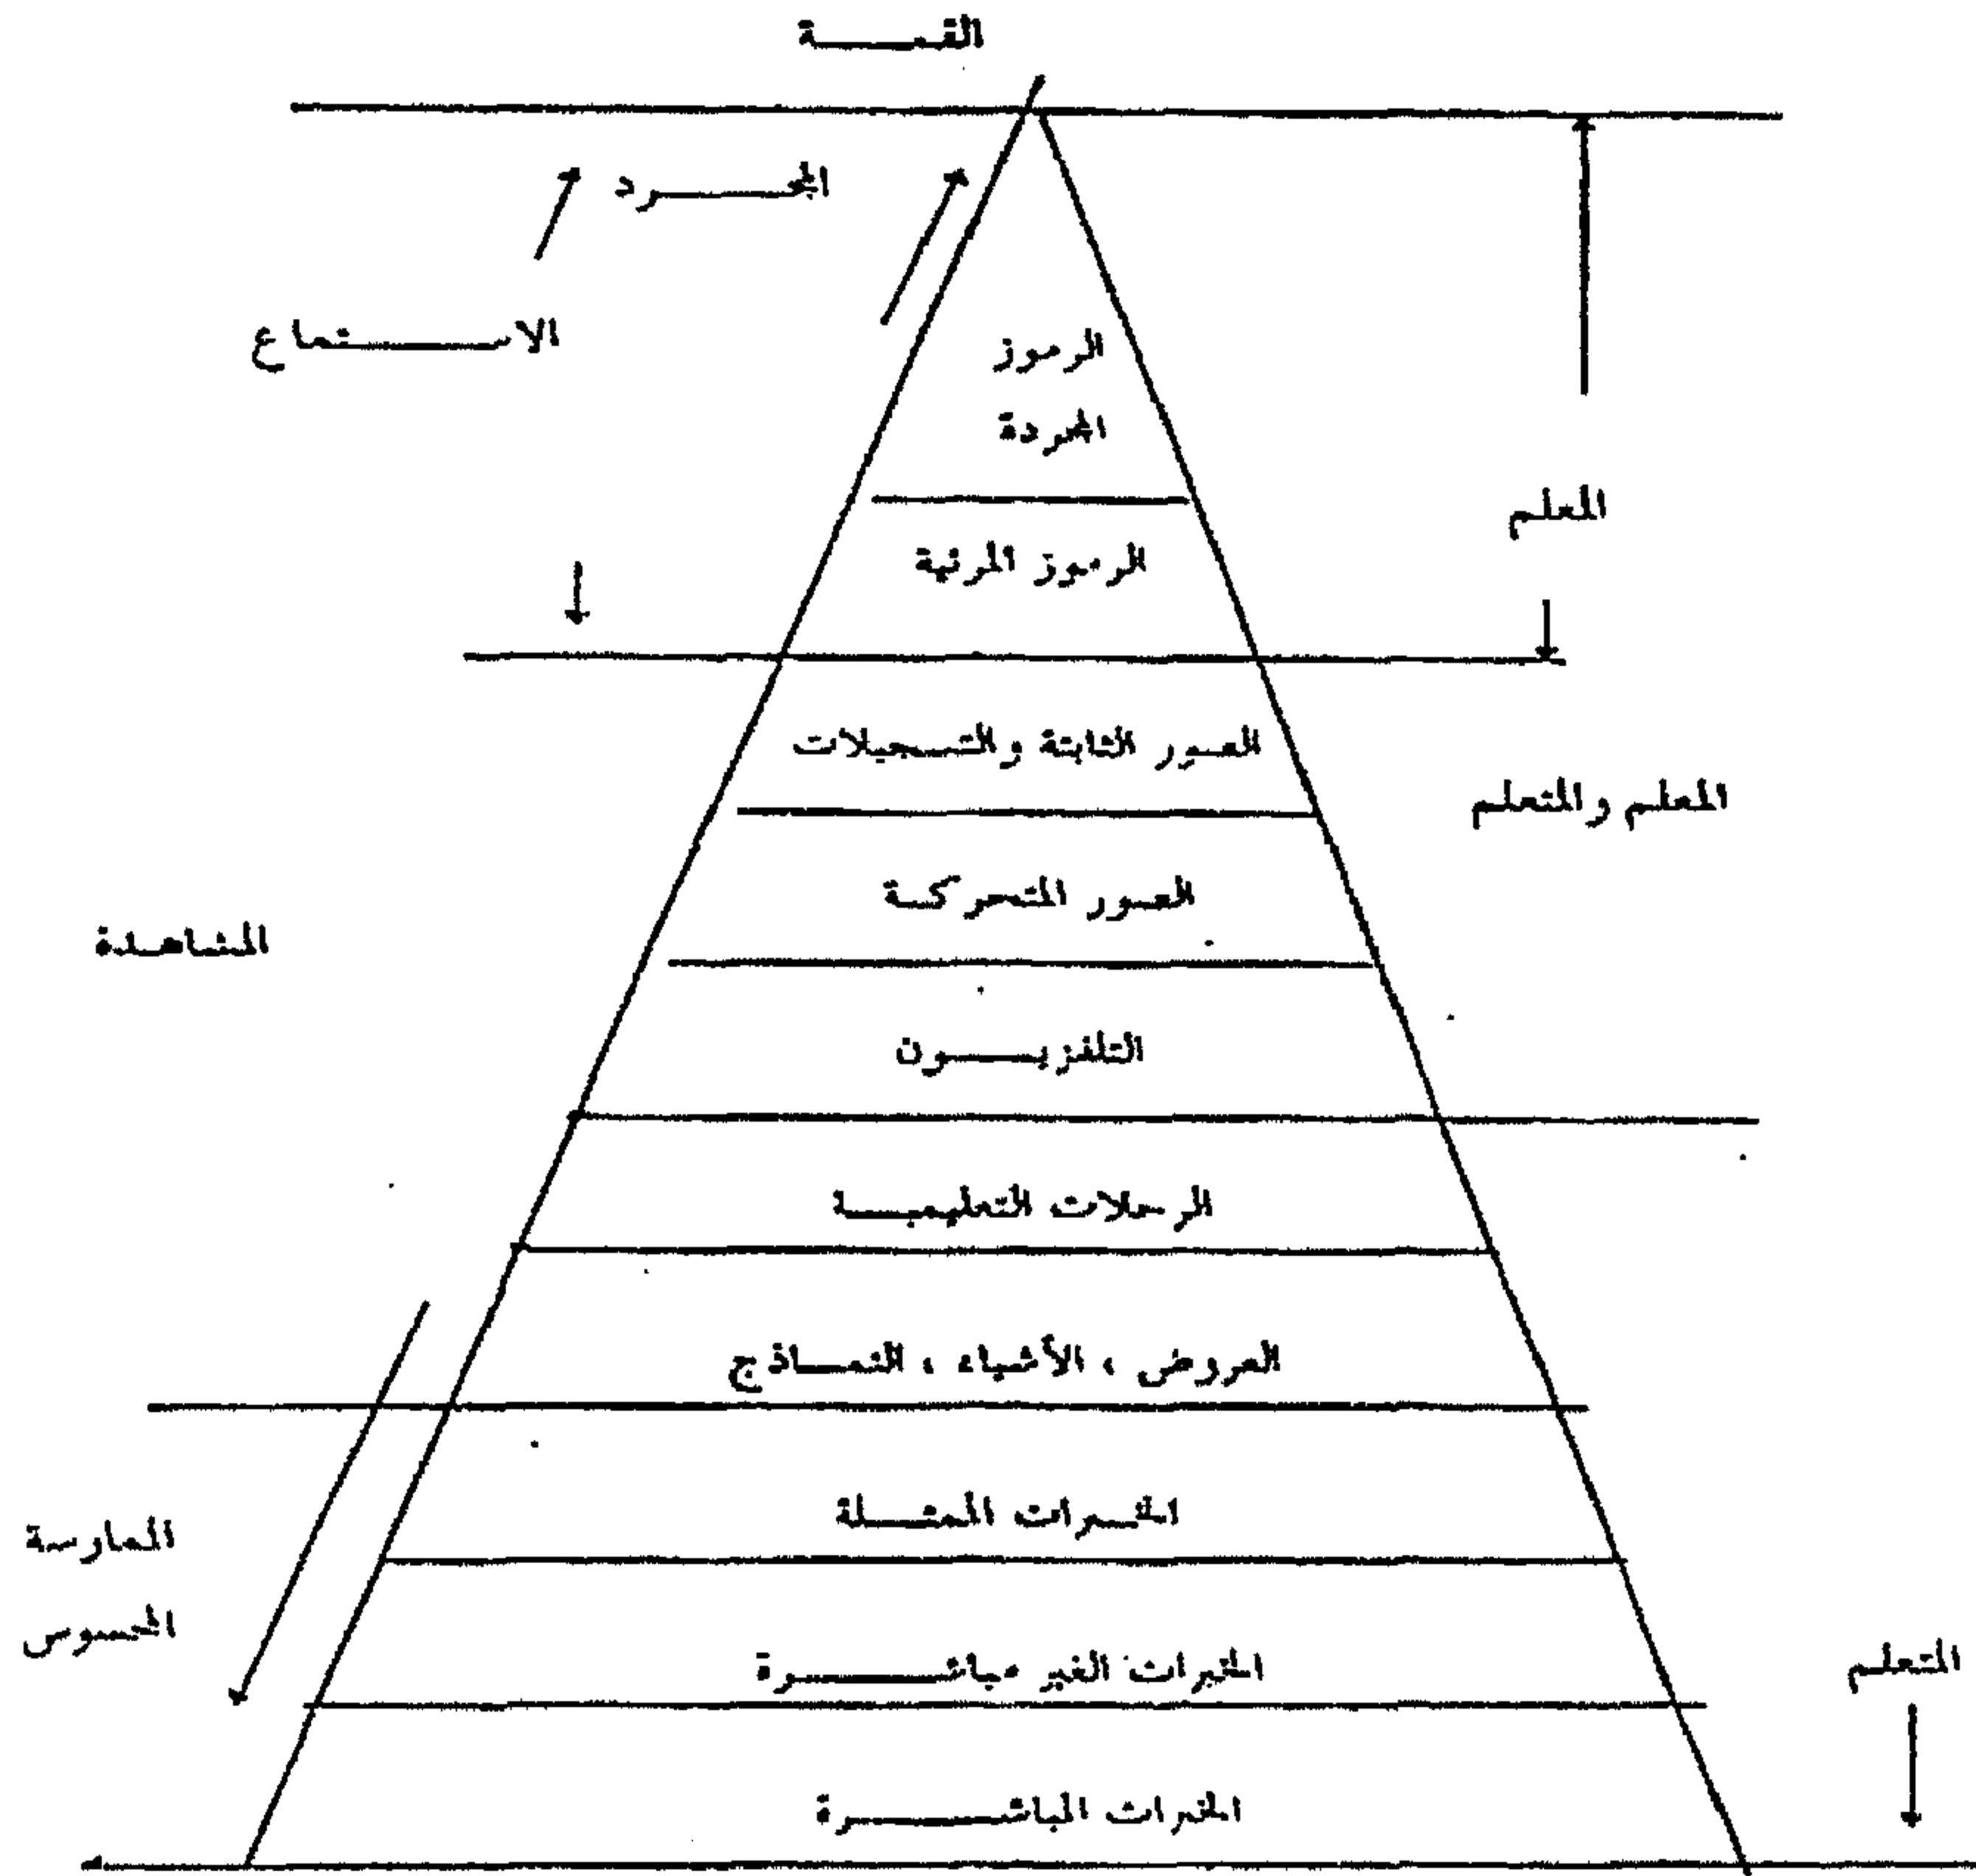 القمة
المجرد
الاستماع
الرموز
المجردة
المعلم
الرموز المرئية
الصور الثابتة والتسجيلات
المعلم والمتعلم
الصور المتحركة
المشاهدة
التلفزيون
الرحلات التعليمية
العروض ، الأشياء ، النماذج
الخبرات الممثلة
الممارسة
المحسوس
الخبرات الغير مباشرة
المتعلم
الخبرات المباشرة